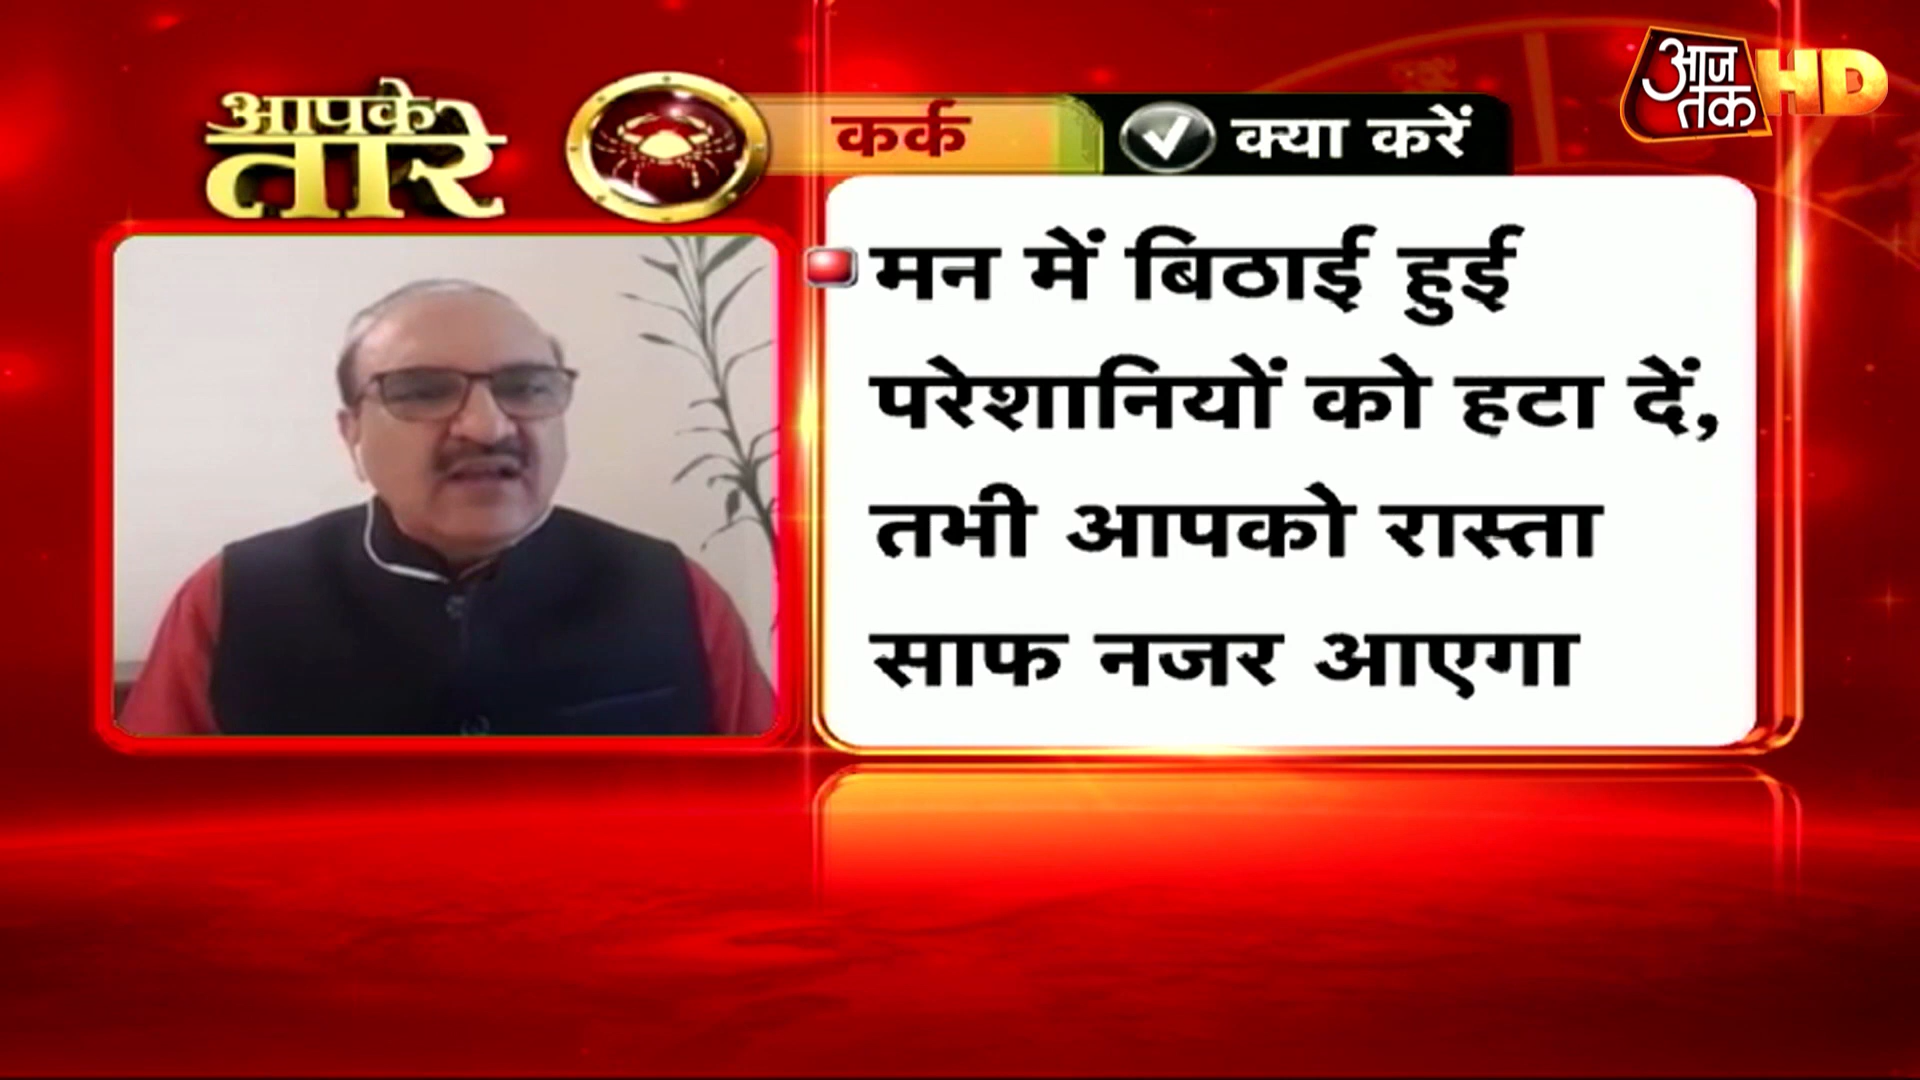 आपके
तारे
कर्क
क्या करें
आज
तक
HD
मन में बिठाई हुई
परेशानियों को हटा दें,
तभी आपको रास्ता
साफ नजर आएगा